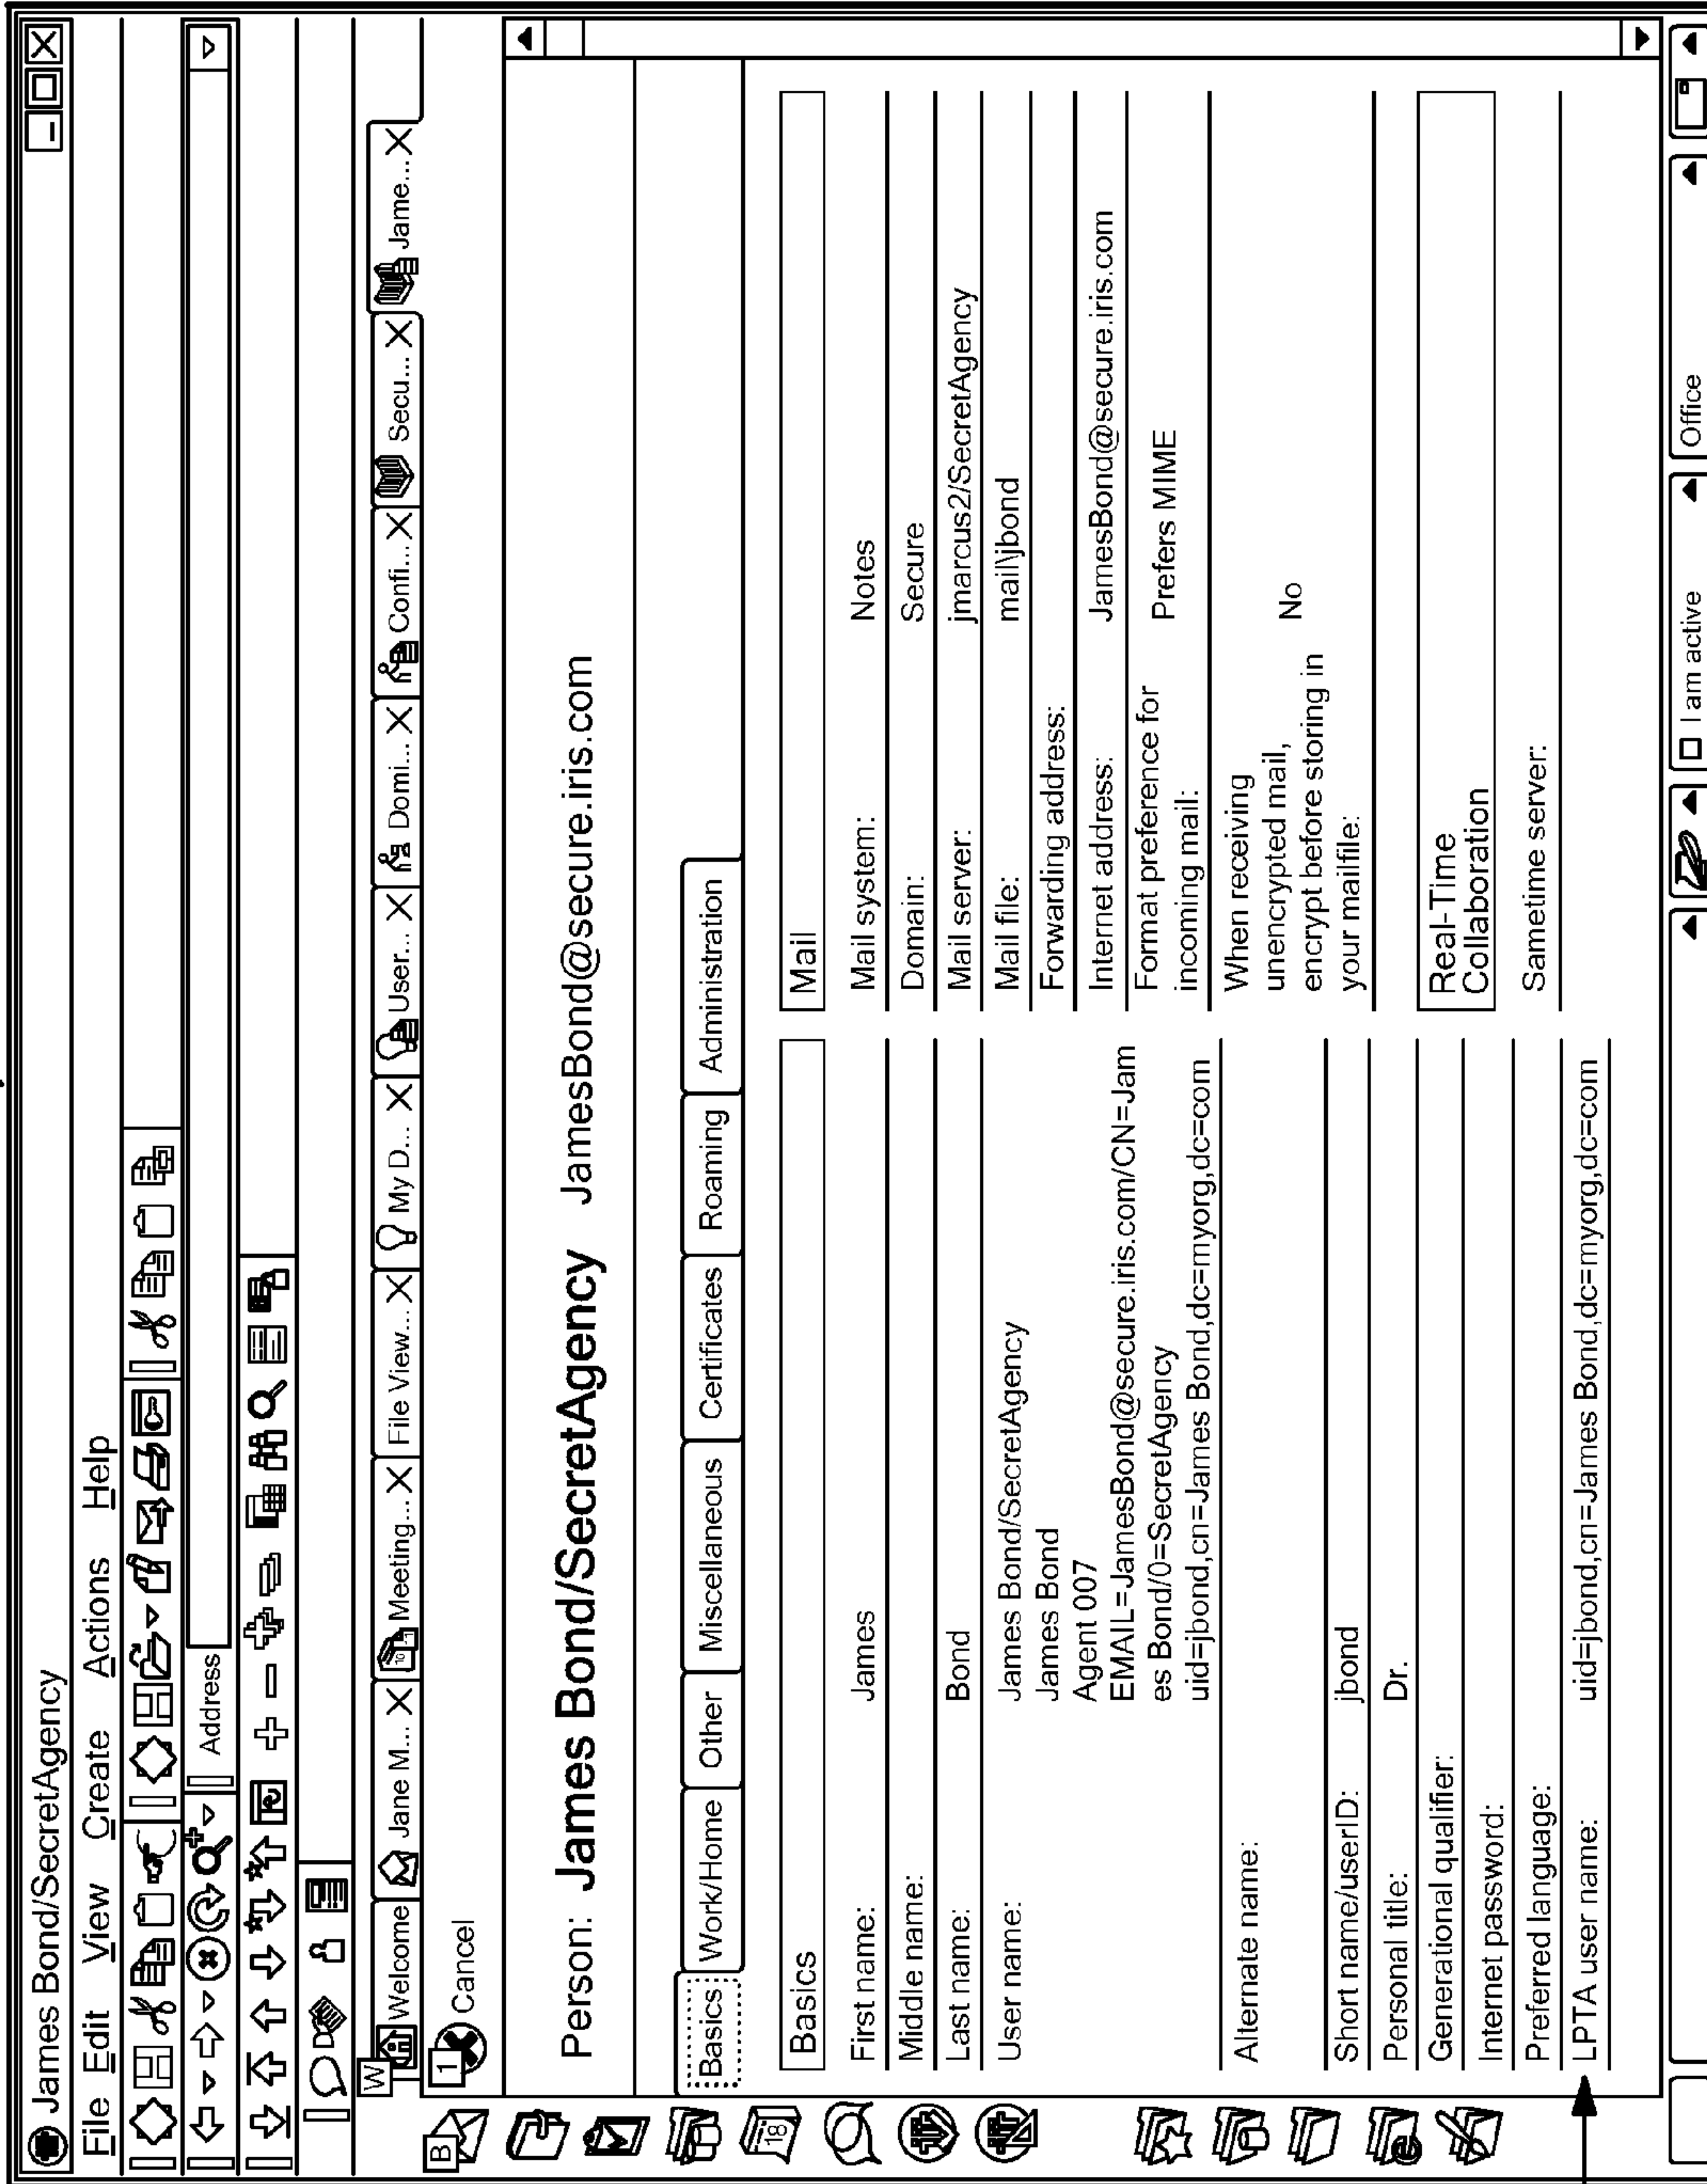 James Bond/SecretAgency
File Edit View Create Actions Help
Address
W
Welcome Jane M... Meeting... File View... My D... User... Domi... Confi... Secu... Jame...
1
Cancel
B
Person: James Bond/SecretAgency JamesBond@secure.iris.com
Basics Work/Home Other Miscellaneous Certificates Roaming Administration
18
Basics
First name: James
Middle name:
Last name: Bond
User name: James Bond/SecretAgency
James Bond
Agent 007
EMAIL=JamesBond@secure.iris.com/CN=Jam
es Bond/0=SecretAgency
uid=jbond,cn=James Bond,dc=myorg,dc=com
Alternate name:
Short name/userID: jbond
Personal title: Dr.
Generational qualifier:
Internet password:
Preferred language:
LPTA user name: uid=jbond,cn=James Bond,dc=myorg,dc=com
Mail
Mail system: Notes
Domain: Secure
Mail server: jmarcus2/SecretAgency
Mail file: mail\jbond
Forwarding address:
Internet address: JamesBond@secure.iris.com
Format preference for
incoming mail: Prefers MIME
When receiving
unencrypted mail,
encrypt before storing in
your mailfile: No
Real-Time
Collaboration
Sametime server:
I am active Office